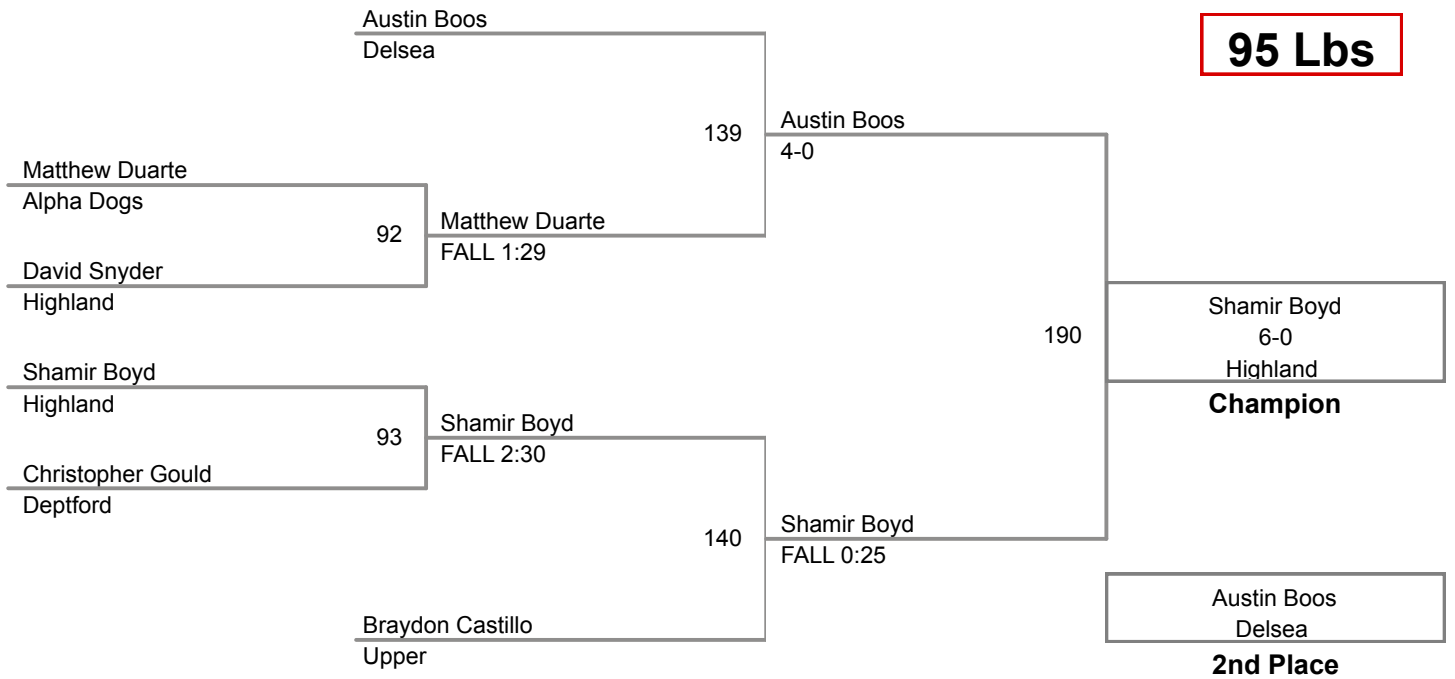 Austin Boos
Delsea
95 Lbs
139
Austin Boos
4-0
Matthew Duarte
Alpha Dogs
92
Matthew Duarte
FALL 1:29
David Snyder
Highland
190
Shamir Boyd
6-0
Highland
Champion
Shamir Boyd
Highland
93
Shamir Boyd
FALL 2:30
Christopher Gould
Deptford
140
Shamir Boyd
FALL 0:25
Braydon Castillo
Upper
Austin Boos
Delsea
2nd Place